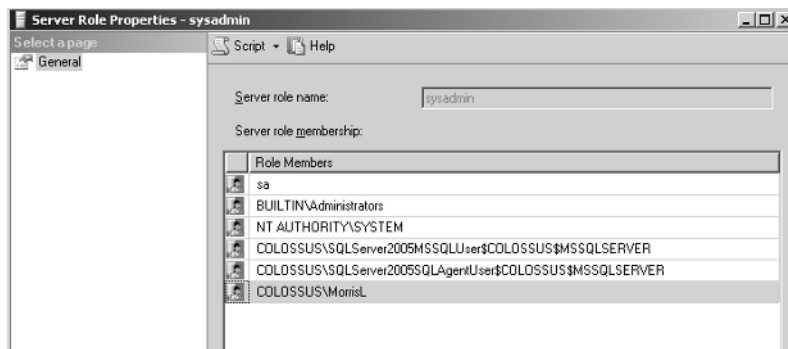 Server Role Properties - sysadmin
Select a page
General
Script Help
Server role name: sysadmin
Server role membership:
Role Members
sa
BUILTIN\Administrators
NT AUTHORITY\SYSTEM
COLOSSUS\SQLServer2005MSSQLUser$COLOSSUS$MSSQLSERVER
COLOSSUS\SQLServer2005SQLAgentUser$COLOSSUS$MSSQLSERVER
COLOSSUS\MorrisL